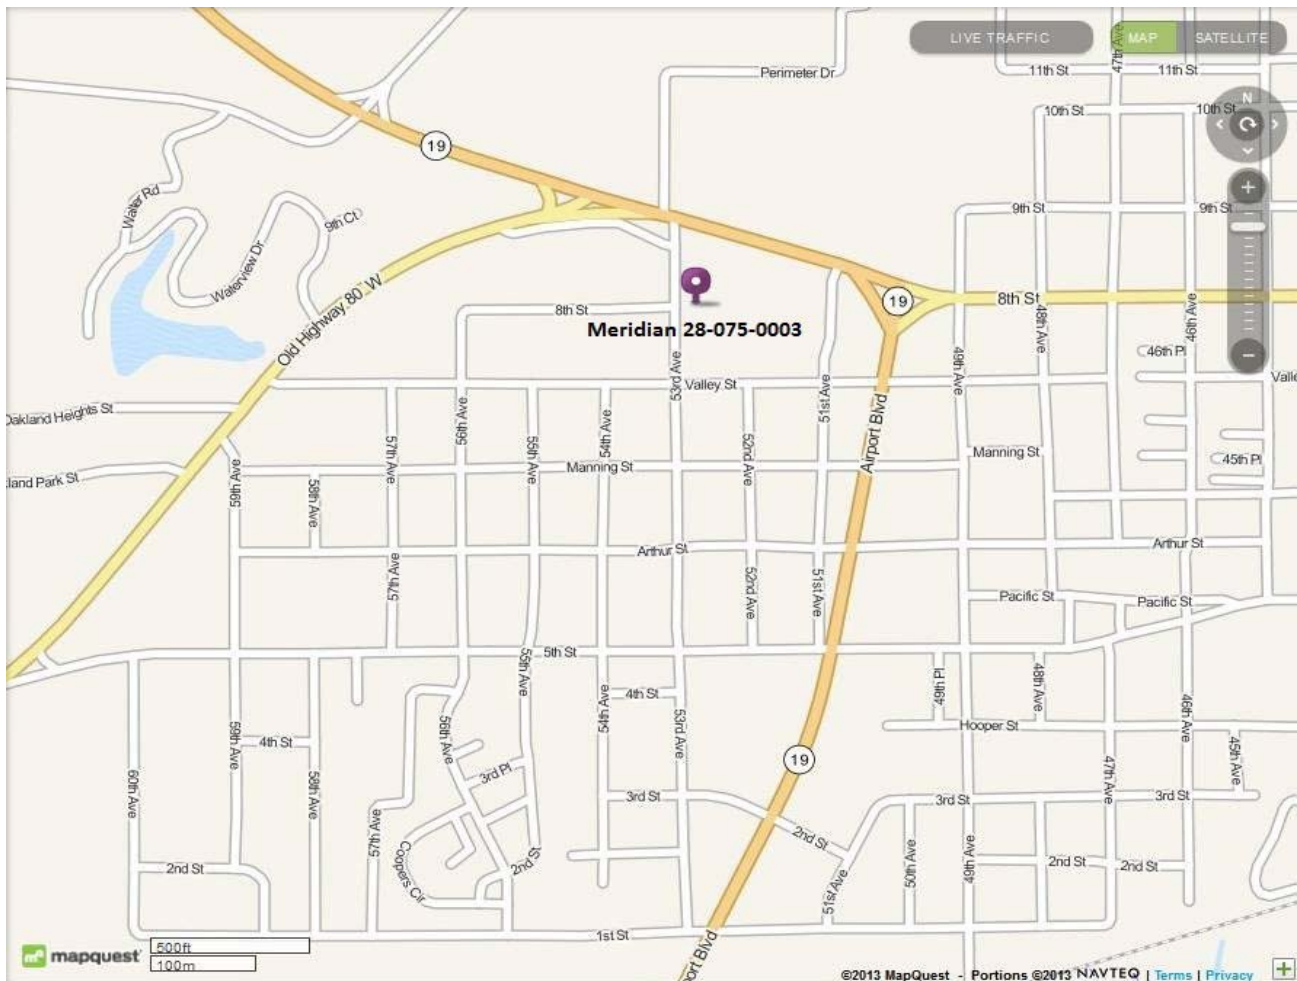 LIVE TRAFFIC
MAP
SATELLITE
47th Ave
Perimeter Dr
11th St
11th St
10th St
10th St
N
19
Water Rd
9th Ct
9th St
9th St
Waterview Dr
Old Highway 80 W
8th St
19
8th St
48th Ave
46th Ave
Meridian 28-075-0003
46th Pl
49th Ave
53rd Ave
Valley St
51st Ave
Valle
Oakland Heights St
56th Ave
54th Ave
57th Ave
55th Ave
52nd Ave
Airport Blvd
Manning St
Manning St
45th Pl
land Park St
59th Ave
58th Ave
Arthur St
Arthur St
57th Ave
52nd Ave
51st Ave
Pacific St
Pacific St
5th St
55th Ave
49th Pl
48th Ave
46th Ave
4th St
54th Ave
53rd Ave
56th Ave
Hooper St
59th Ave
4th St
45th Ave
19
3rd Pl
60th Ave
58th Ave
47th Ave
3rd St
3rd St
3rd St
57th Ave
2nd St
Coopers Cir
2nd St
2nd St
50th Ave
49th Ave
2nd St
2nd St
51st Ave
1st St
mapquest
500ft
100m
port Blvd
©2013 MapQuest - Portions ©2013 NAVTEQ | Terms | Privacy